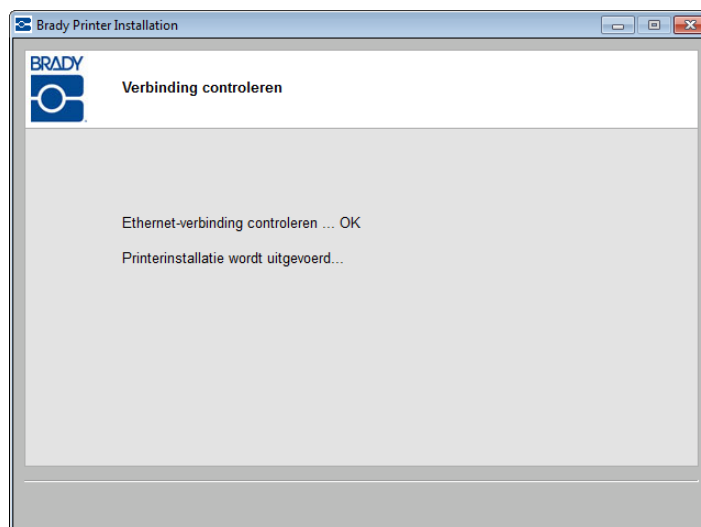 Brady Printer Installation
BRADY
Verbinding controleren
Ethernet-verbinding controleren ... OK
Printerinstallatie wordt uitgevoerd...